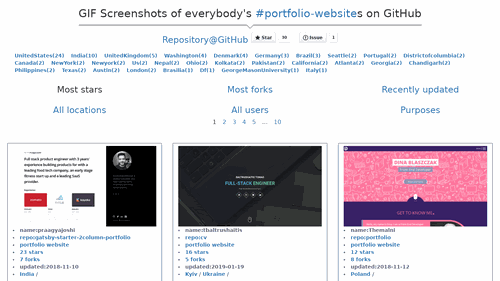 GIF Screenshots of everybody's #portfolio-websites on GitHub
Repository@GitHub Star 30 Issue 1
UnitedStates(24) India(10) UnitedKingdom(5) Washington(4) Denmark(4) Germany(3) Brazil(3) Seattle(2) Portugal(2) Districtofcolumbia(2)
Canada(2) NewYork(2) Newyork(2) Us(2) Nepal(2) Ohio(2) Kolkata(2) Pakistan(2) California(2) Atlanta(2) Georgia(2) Chandigarh(2)
Philippines(2) Texas(2) Austin(2) London(2) Brasilia(1) Df(1) GeorgeMasonUniversity(1) Italy(1)
Most stars Most forks Recently updated
All locations All users Purposes
1 2 3 4 5 ... 10
Full stack product engineer with 5 years
experience building products for with a
leading food tech company, an early stage
fitness startup and a leading SaaS
provider.
FULL-STACK ENGINEER
DINA BLASZCZAK
GET TO KNOW ME
name:praagyajoshi
repo:gatsby-starter-2column-portfolio
portfolio website
23 stars
7 forks
updated:2018-11-10
India /
name:tbaltrushaitis
repo:cv
portfolio website
16 stars
5 forks
updated:2019-01-19
Kyiv / Ukraine /
name:Themalni
repo:portfolio
portfolio website
12 stars
8 forks
updated:2018-11-12
Poland /